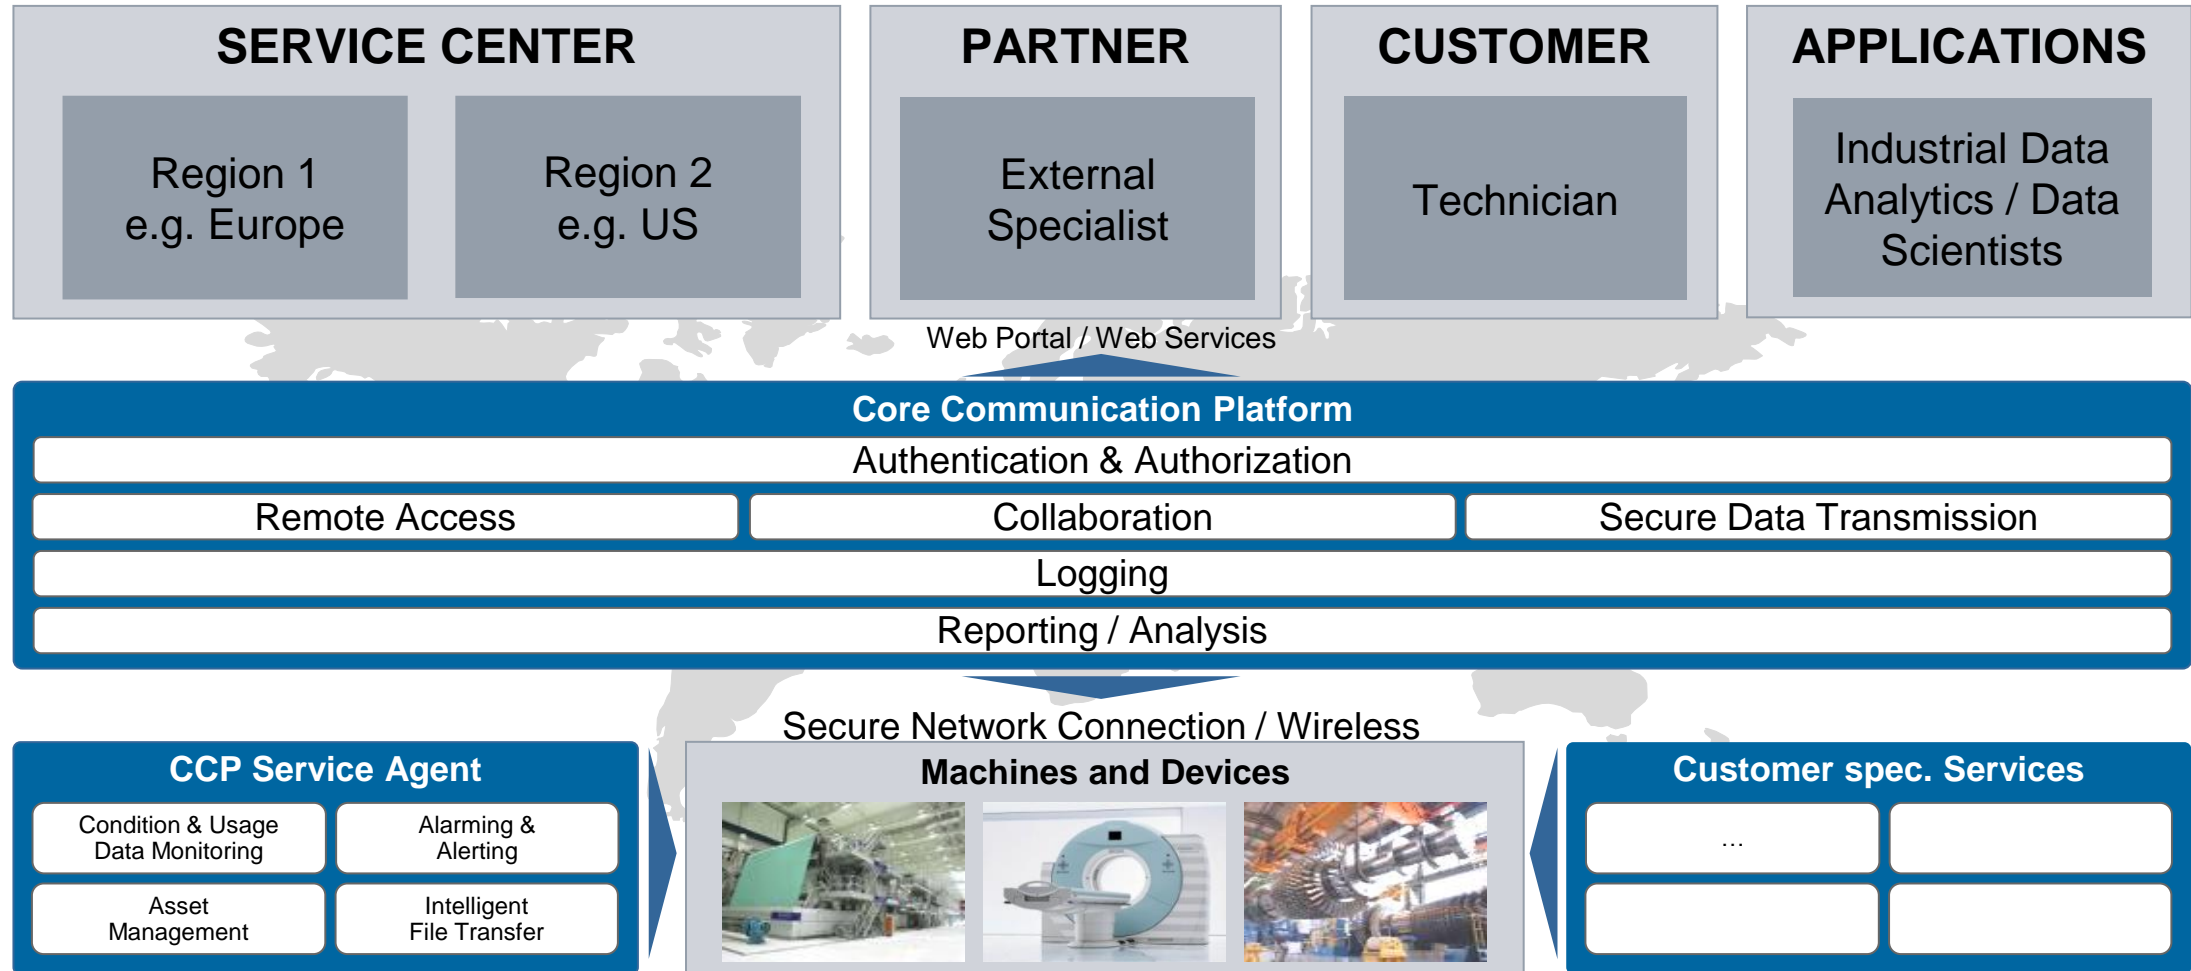 SERVICE CENTER
Region 1
e.g. Europe
Region 2
e.g. US
PARTNER
External
Specialist
CUSTOMER
Technician
APPLICATIONS
Industrial Data
Analytics / Data
Scientists
Web Portal / Web Services
Core Communication Platform
Authentication & Authorization
Remote Access
Collaboration
Secure Data Transmission
Logging
Reporting / Analysis
Secure Network Connection / Wireless
CCP Service Agent
Condition & Usage
Data Monitoring
Alarming &
Alerting
Asset
Management
Intelligent
File Transfer
Machines and Devices
Customer spec. Services
...